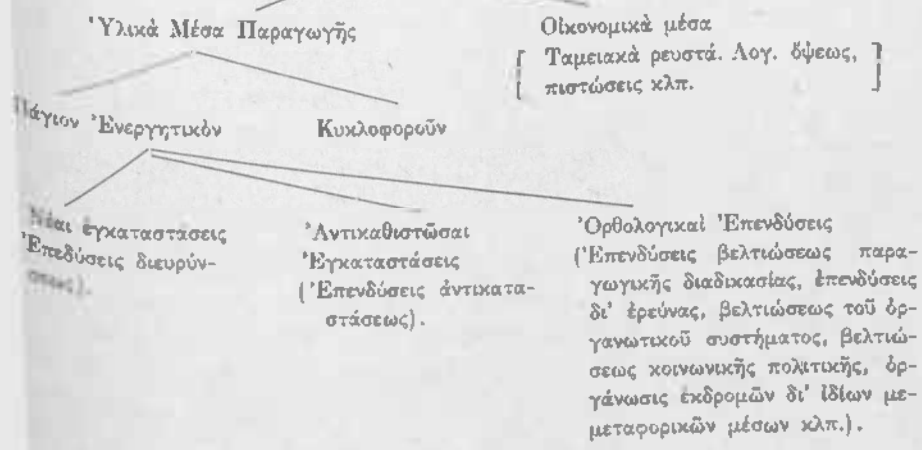 Ὑλικὰ Μέσα Παραγωγῆς
Οἰκονομικὰ μέσα
[ Ταμειακὰ ρευστά. Λογ. ὄψεως, ]
πιστώσεις κλπ.
Πάγιον Ἐνεργητικὸν
Κυκλοφοροῦν
Νέαι ἐγκαταστάσεις
Ἐπεδύσεις διευρύν-
σεως).
Ἀντικαθιστῶσαι
Ἐγκαταστάσεις
(Ἐπενδύσεις ἀντικατα-
στάσεως).
Ὀρθολογικαὶ Ἐπενδύσεις
(Ἐπενδύσεις βελτιώσεως παρα-
γωγικῆς διαδικασίας, ἐπενδύσεις
δι' ἐρεύνας, βελτιώσεως τοῦ ὀρ-
γανωτικοῦ συστήματος, βελτιώ-
σεως κοινωνικῆς πολιτικῆς, ὀρ-
γάνωσις ἐκδρομῶν δι' ἰδίων με-
μεταφορικῶν μέσων κλπ.).